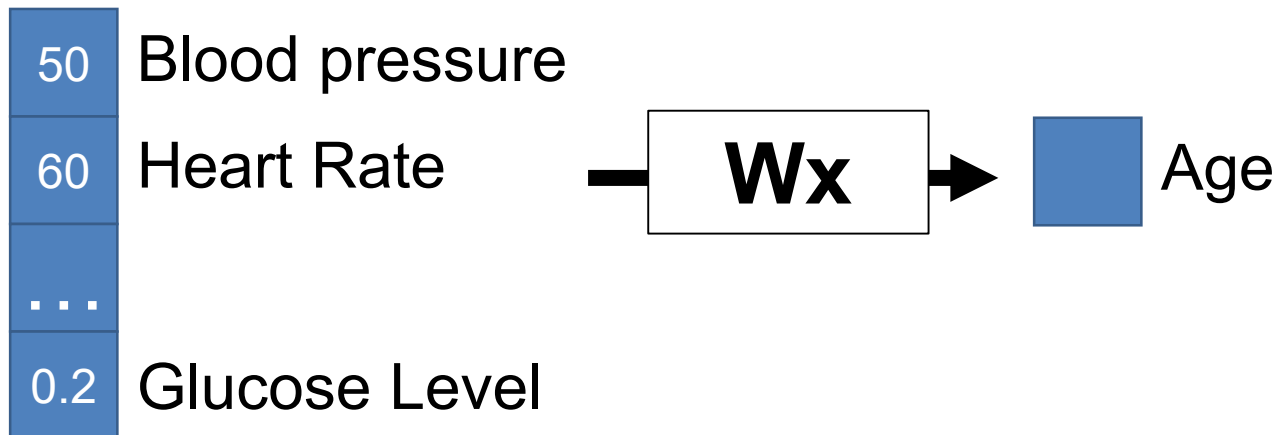 50 Blood pressure
60 Heart Rate
Wx
Age
...
0.2 Glucose Level